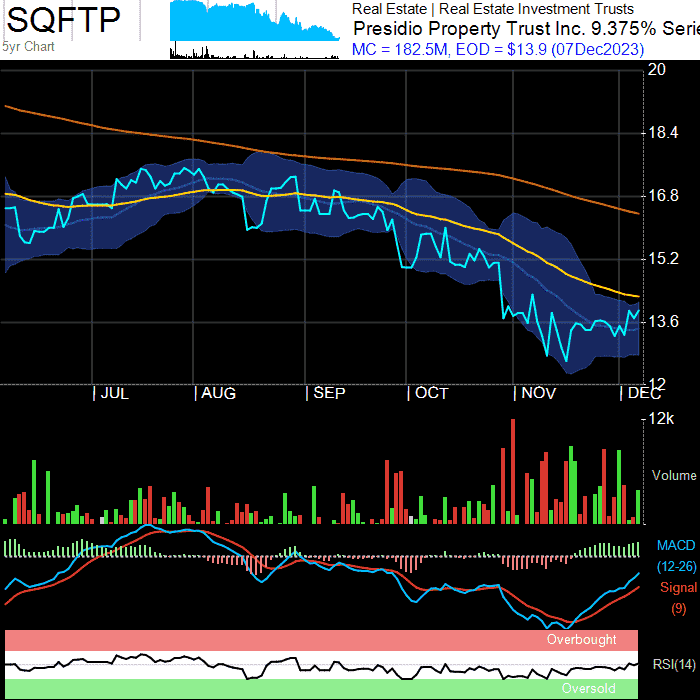 SQFTP
5yr Chart
Real Estate | Real Estate Investment Trusts
Presidio Property Trust Inc. 9.375% Serie
MC = 182.5M, EOD = $13.9 (07Dec2023)
20
18.4
16.8
15.2
13.6
12
| JUL | AUG | SEP | OCT | NOV | DEC
12k
Volume
MACD
(12-26)
Signal
(9)
Overbought
RSI(14)
Oversold